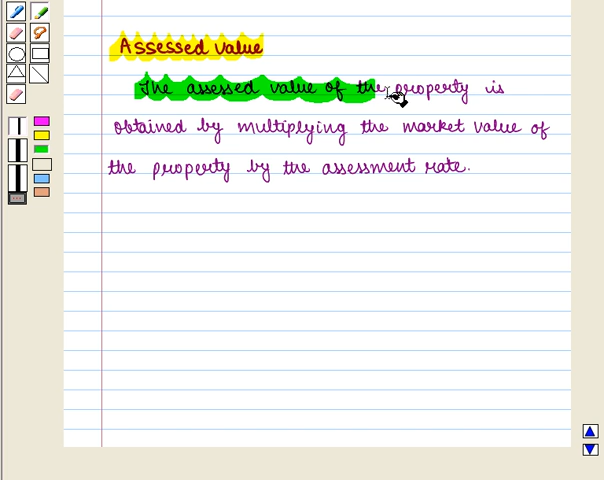 Assessed value
The assessed value of the property is
obtained by multiplying the market value of
the property by the assessment rate.